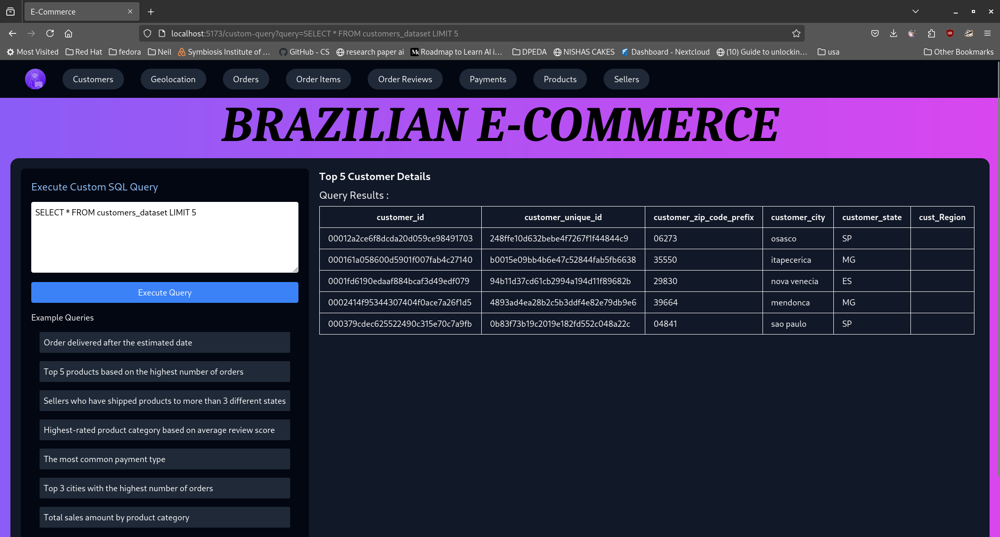 E-Commerce
localhost:5173/custom-query?query=SELECT * FROM customers_dataset LIMIT 5
Most Visited Red Hat fedora Neil Symbiosis Institute of … GitHub - CS research paper ai Roadmap to Learn AI i… DPEDA NISHAS CAKES Dashboard - Nextcloud (10) Guide to unlockin… usa Other Bookmarks
Customers Geolocation Orders Order Items Order Reviews Payments Products Sellers
BRAZILIAN E-COMMERCE
Execute Custom SQL Query
SELECT * FROM customers_dataset LIMIT 5
Execute Query
Example Queries
Order delivered after the estimated date
Top 5 products based on the highest number of orders
Sellers who have shipped products to more than 3 different states
Highest-rated product category based on average review score
The most common payment type
Top 3 cities with the highest number of orders
Total sales amount by product category
Top 5 Customer Details
Query Results :
customer_id customer_unique_id customer_zip_code_prefix customer_city customer_state cust_Region
00012a2ce6f8dcda20d059ce98491703 248ffe10d632bebe4f7267f1f44844c9 06273 osasco SP
000161a058600d5901f007fab4c27140 b0015e09bb4b6e47c52844fab5fb6638 35550 itapecerica MG
0001fd6190edaaf884bcaf3d49edf079 94b11d37cd61cb2994a194d11f89682b 29830 nova venecia ES
0002414f95344307404f0ace7a26f1d5 4893ad4ea28b2c5b3ddf4e82e79db9e6 39664 mendonca MG
000379cdec625522490c315e70c7a9fb 0b83f73b19c2019e182fd552c048a22c 04841 sao paulo SP